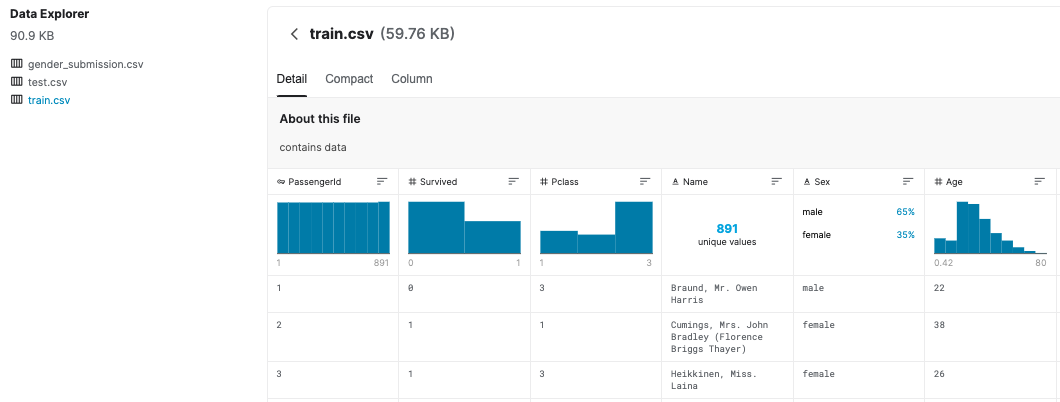 Data Explorer
90.9 KB
gender_submission.csv
test.csv
train.csv
train.csv (59.76 KB)
Detail Compact Column
About this file
contains data
PassengerId Survived Pclass Name Sex Age
891
unique values
male 65%
female 35%
1 891 0 1 1 3 0.42 80
1 0 3 Braund, Mr. Owen male 22
Harris
2 1 1 Cumings, Mrs. John female 38
Bradley (Florence
Briggs Thayer)
3 1 3 Heikkinen, Miss. female 26
Laina